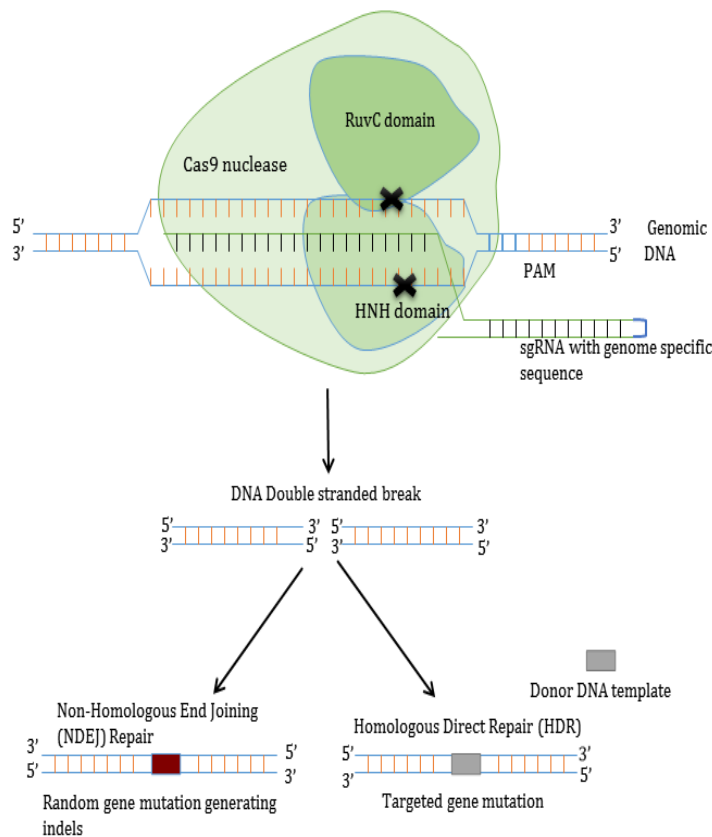 RuvC domain
Cas9 nuclease
5’
3’
3’
5’
Genomic
DNA
PAM
HNH domain
sgRNA with genome specific
sequence
DNA Double stranded break
5’
3’
3’
5’
5’
3’
3’
5’
Donor DNA template
Non-Homologous End Joining
(NDEJ) Repair
3’
5’
5’
3’
Random gene mutation generating
indels
Homologous Direct Repair (HDR)
5’
3’
3’
5’
Targeted gene mutation